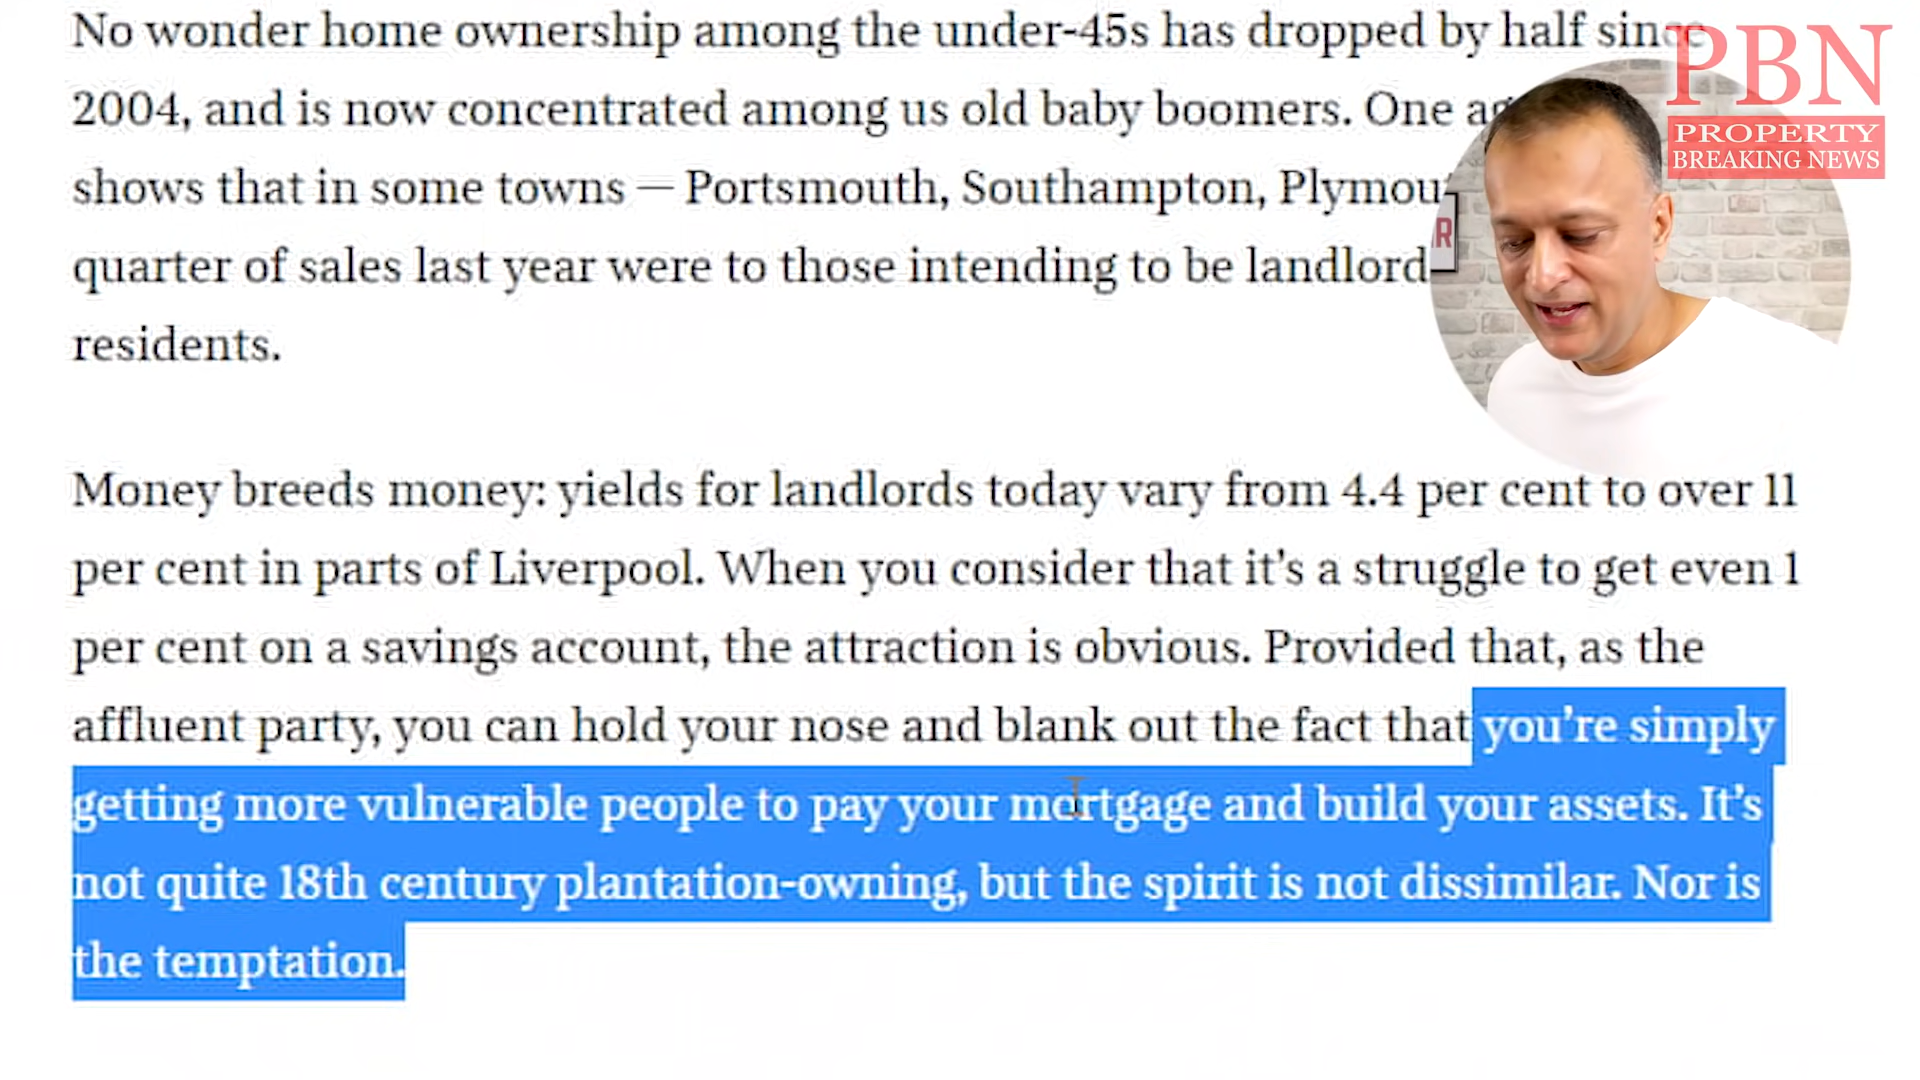 No wonder home ownership among the under-45s has dropped by half since
2004, and is now concentrated among us old baby boomers. One
shows that in some towns — Portsmouth, Southampton,
quarter of sales last year were to those intending to be
residents.
Money breeds money: yields for landlords today vary from 4.4 per cent to over 11
per cent in parts of Liverpool. When you consider that it's a struggle to get even 1
per cent on a savings account, the attraction is obvious. Provided that, as the
affluent party, you can hold your nose and blank out the fact that you're simply
getting more vulnerable people to pay your mortgage and build your assets. It's
not quite 18th century plantation-owning, but the spirit is not dissimilar. Nor is
the temptation.
PBN
PROPERTY
BREAKING NEWS